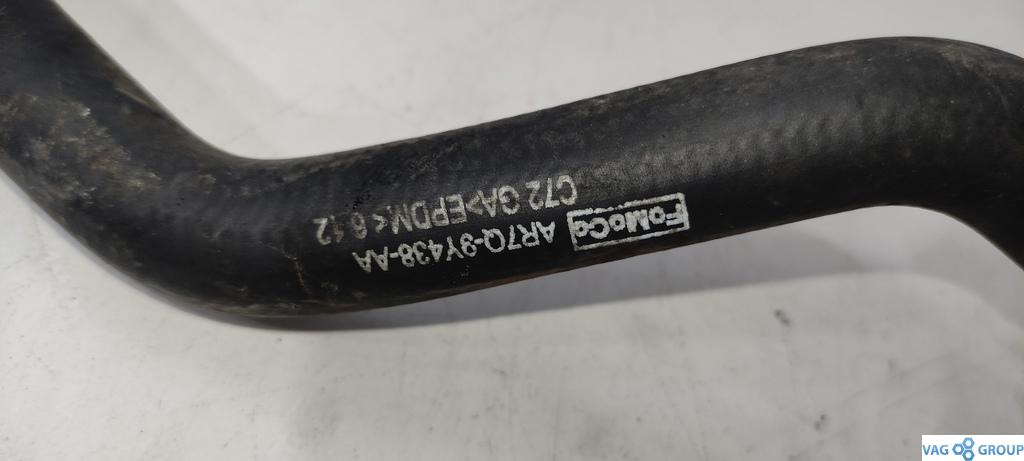 FoMoCo AR7Q-9Y438-AA
C72 GA>EPDM< 8 12
VAG GROUP